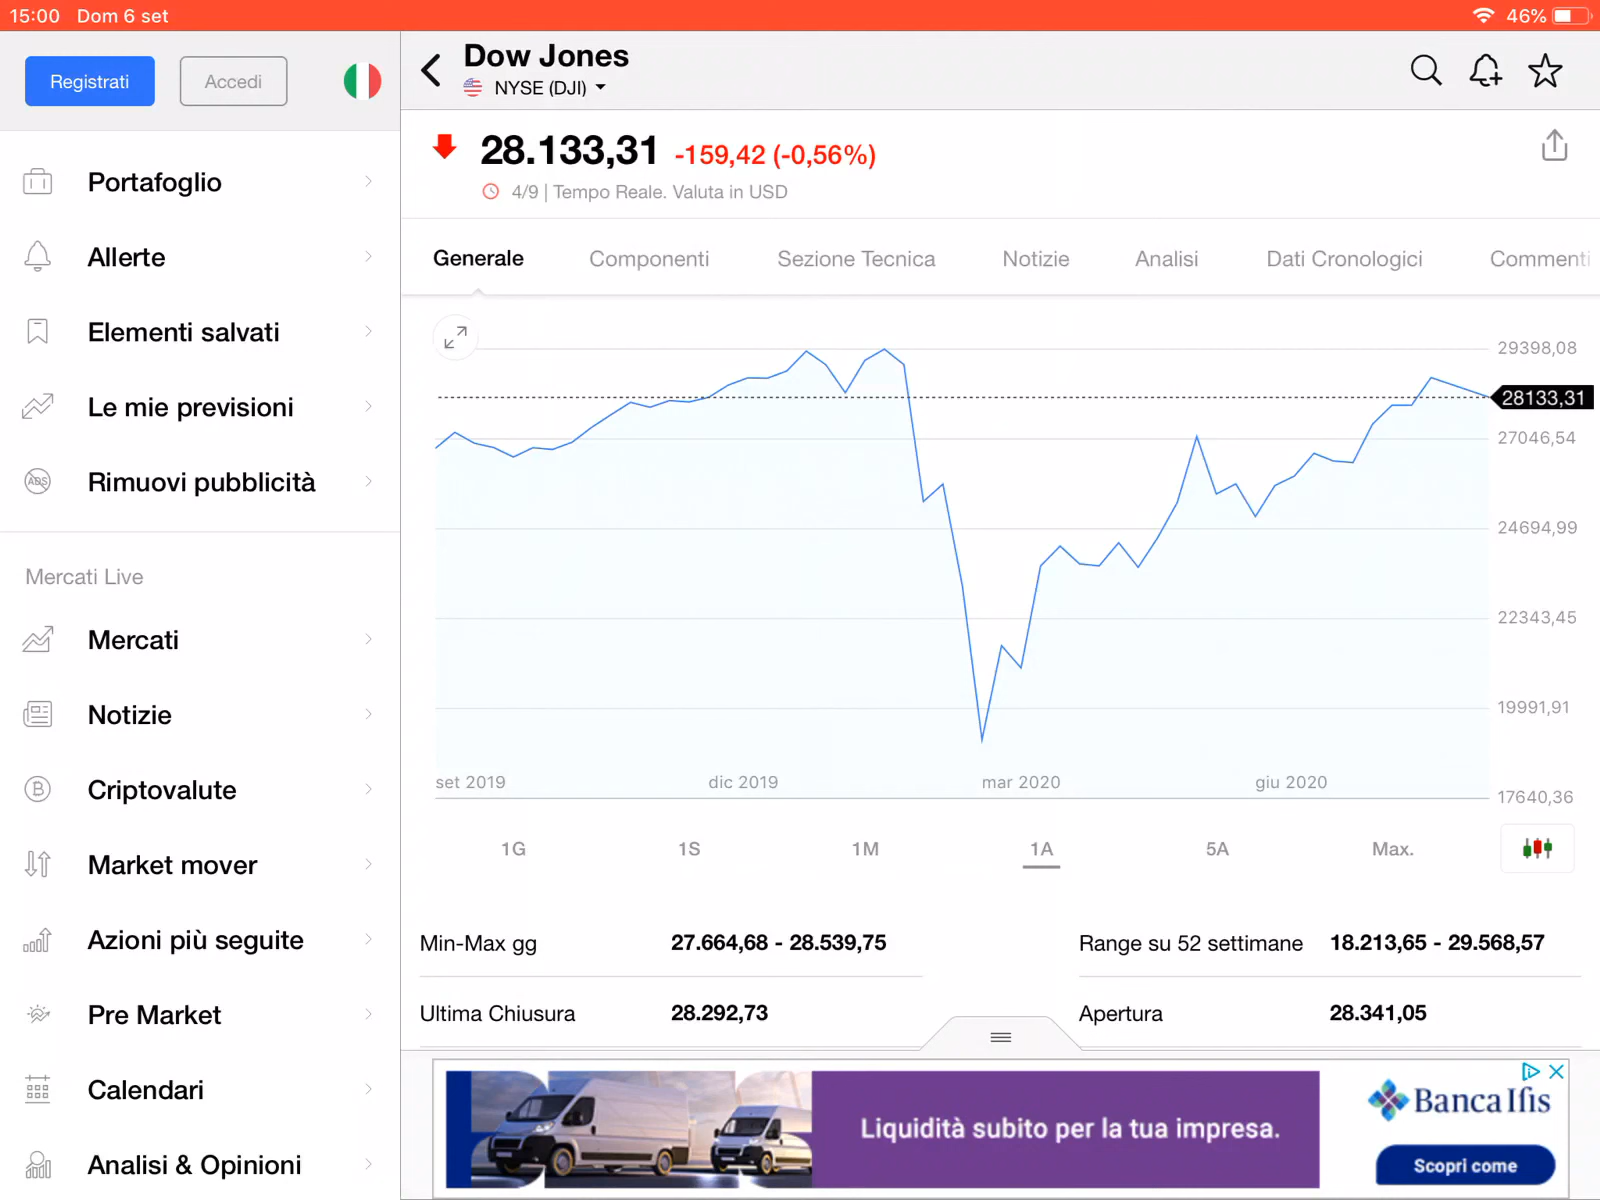 15:00 Dom 6 set
46%
Registrati
Accedi
Portafoglio
Allerte
Elementi salvati
Le mie previsioni
ADS
Rimuovi pubblicità
Mercati Live
Mercati
Notizie
Criptovalute
Market mover
Azioni più seguite
Pre Market
Calendari
Analisi & Opinioni
Dow Jones
NYSE (DJI)
28.133,31 -159,42 (-0,56%)
4/9 | Tempo Reale. Valuta in USD
Generale Componenti Sezione Tecnica Notizie Analisi Dati Cronologici Commenti
29398,08
28133,31
27046,54
24694,99
22343,45
19991,91
17640,36
set 2019 dic 2019 mar 2020 giu 2020
1G 1S 1M 1A 5A Max.
Min-Max gg 27.664,68 - 28.539,75
Range su 52 settimane 18.213,65 - 29.568,57
Ultima Chiusura 28.292,73
Apertura 28.341,05
Liquidità subito per la tua impresa.
Banca Ifis
Scopri come